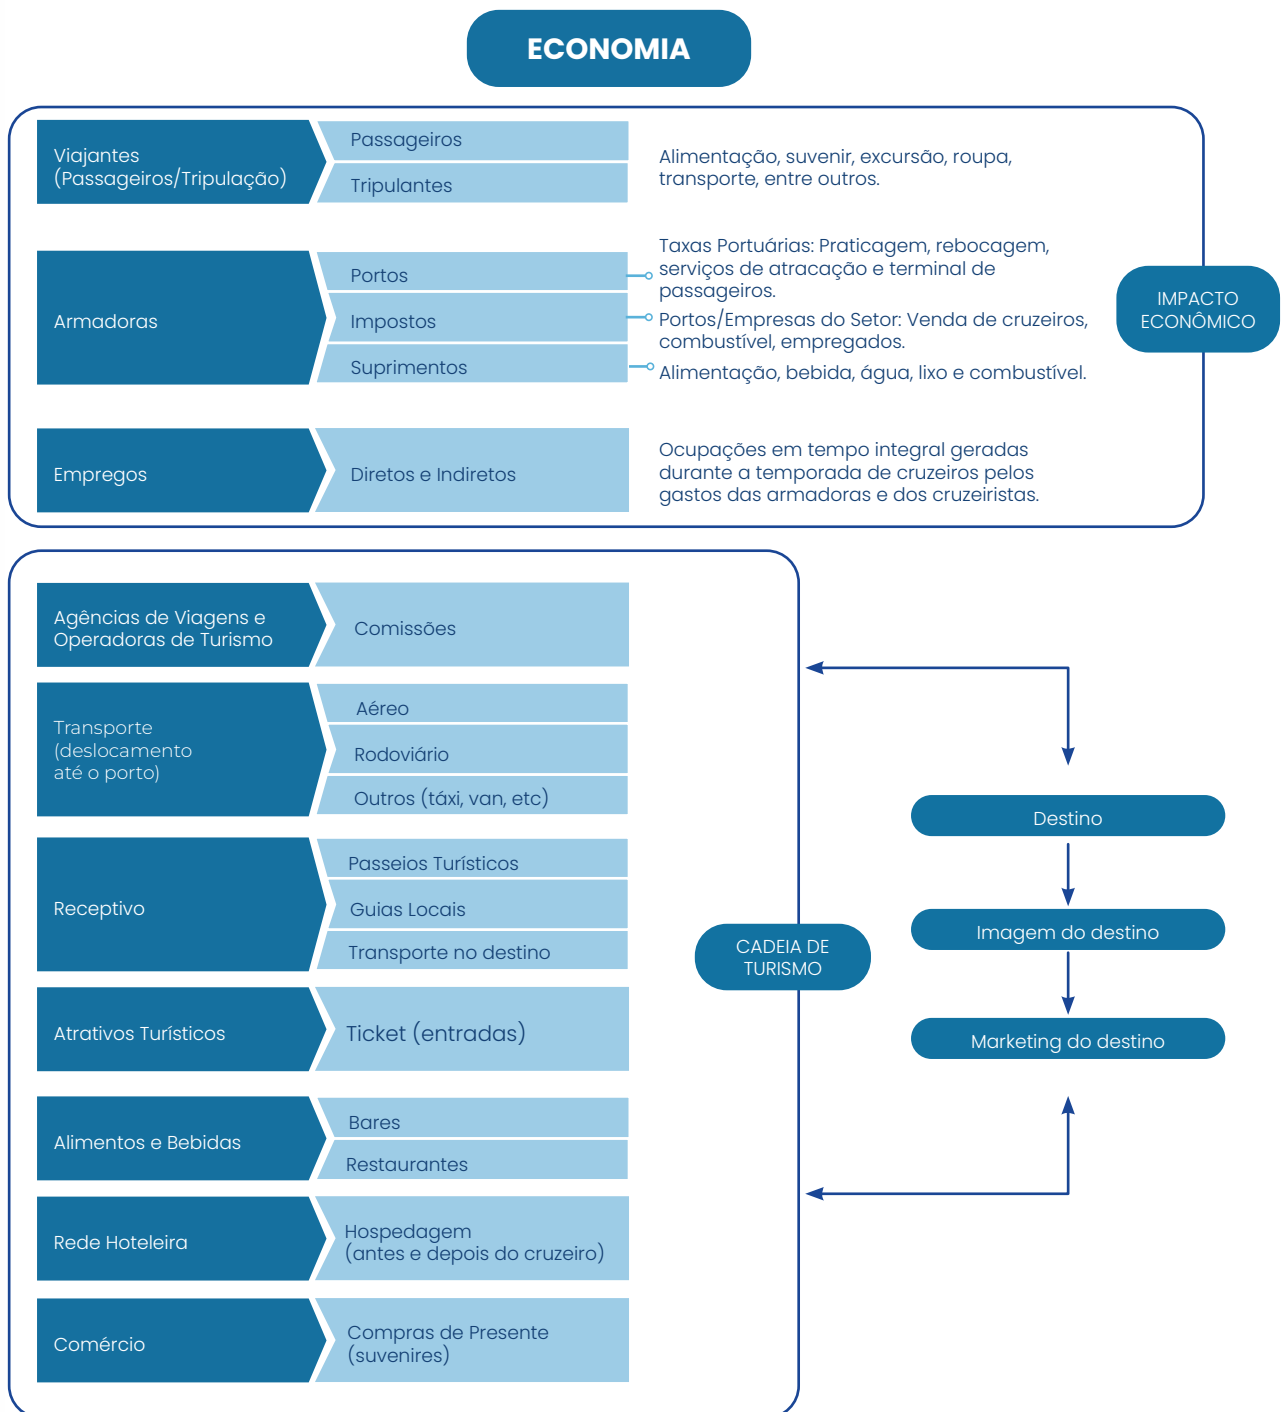 ECONOMIA
Viajantes
(Passageiros/Tripulação)
Passageiros
Tripulantes
Alimentação, suvenir, excursão, roupa,
transporte, entre outros.
Armadoras
Portos
Impostos
Suprimentos
Taxas Portuárias: Praticagem, rebocagem,
serviços de atracação e terminal de
passageiros.
Portos/Empresas do Setor: Venda de cruzeiros,
combustível, empregados.
Alimentação, bebida, água, lixo e combustível.
IMPACTO
ECONÔMICO
Empregos
Diretos e Indiretos
Ocupações em tempo integral geradas
durante a temporada de cruzeiros pelos
gastos das armadoras e dos cruzeiristas.
Agências de Viagens e
Operadoras de Turismo
Comissões
Transporte
(deslocamento
até o porto)
Aéreo
Rodoviário
Outros (táxi, van, etc)
Receptivo
Passeios Turísticos
Guias Locais
Transporte no destino
Atrativos Turísticos
Ticket (entradas)
Alimentos e Bebidas
Bares
Restaurantes
Rede Hoteleira
Hospedagem
(antes e depois do cruzeiro)
Comércio
Compras de Presente
(suvenires)
CADEIA DE
TURISMO
Destino
Imagem do destino
Marketing do destino